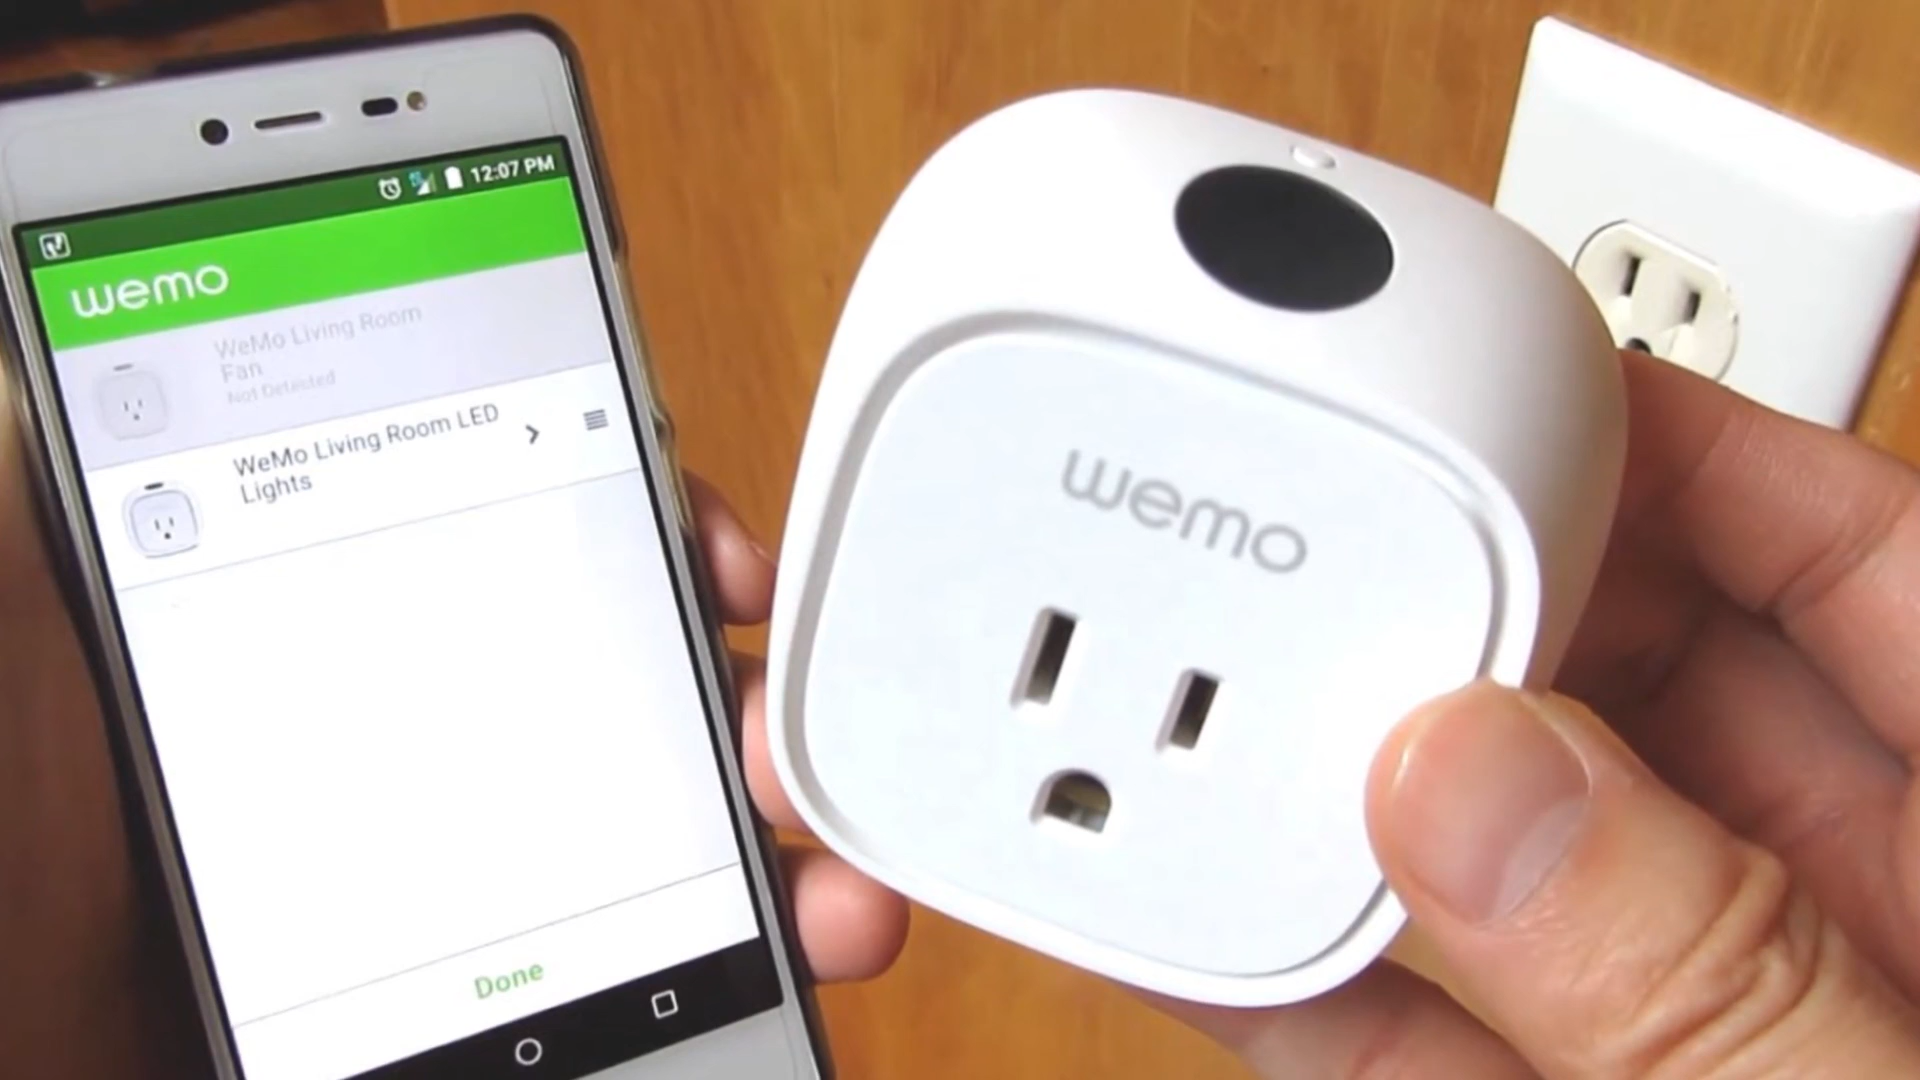 12:07 PM
wemo
WeMo Living Room
Fan
Not Detected
WeMo Living Room LED
Lights
Done
wemo